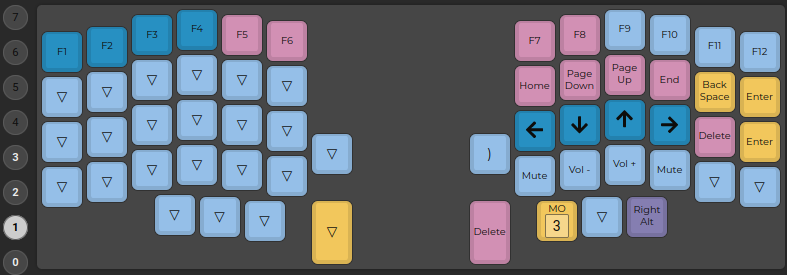 7
6
5
4
3
2
1
0
F1
F2
F3
F4
F5
F6
F7
F8
F9
F10
F11
F12
Home
Page
Down
Page
Up
End
Back
Space
Enter
Delete
Enter
)
Mute
Vol -
Vol +
Mute
Delete
MO
3
Right
Alt